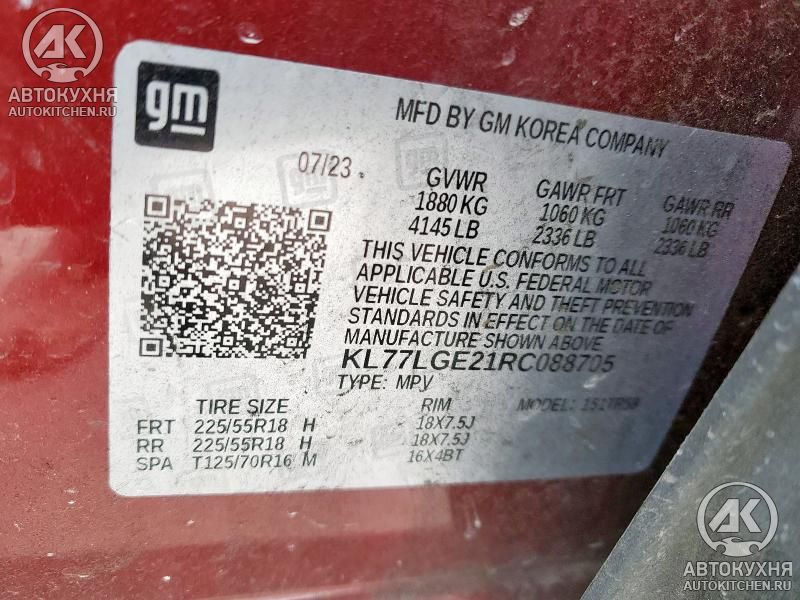 АВТОКУХНЯ
AUTOKITCHEN.RU
gm
MFD BY GM KOREA COMPANY
07/23
GVWR GAWR FRT GAWR RR
1880 KG 1060 KG 1060 KG
4145 LB 2336 LB 2336 LB
THIS VEHICLE CONFORMS TO ALL
APPLICABLE U.S. FEDERAL MOTOR
VEHICLE SAFETY AND THEFT PREVENTION
STANDARDS IN EFFECT ON THE DATE OF
MANUFACTURE SHOWN ABOVE
KL77LGE21RC088705
TYPE: MPV
TIRE SIZE RIM MODEL: 1S1TR58
FRT 225/55R18 H 18X7.5J
RR 225/55R18 H 18X7.5J
SPA T125/70R16 M 16X4BT
АВТОКУХНЯ
AUTOKITCHEN.RU